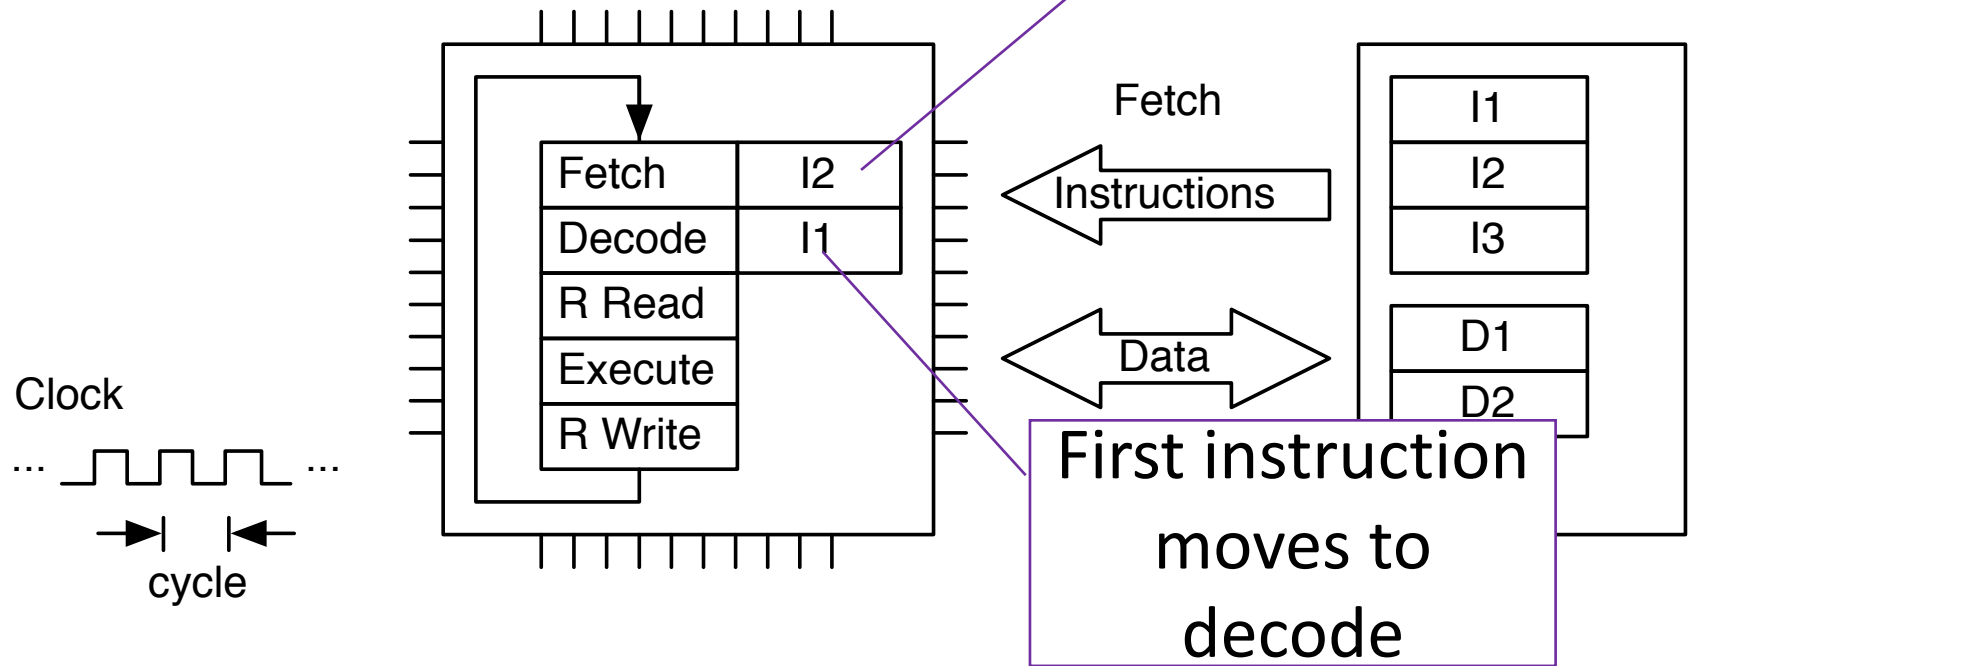 Fetch
I1
Fetch I2
I2
Instructions
Decode I1
I3
R Read
D1
Data
Execute
D2
Clock
R Write
First instruction
moves to
decode
... ...
cycle